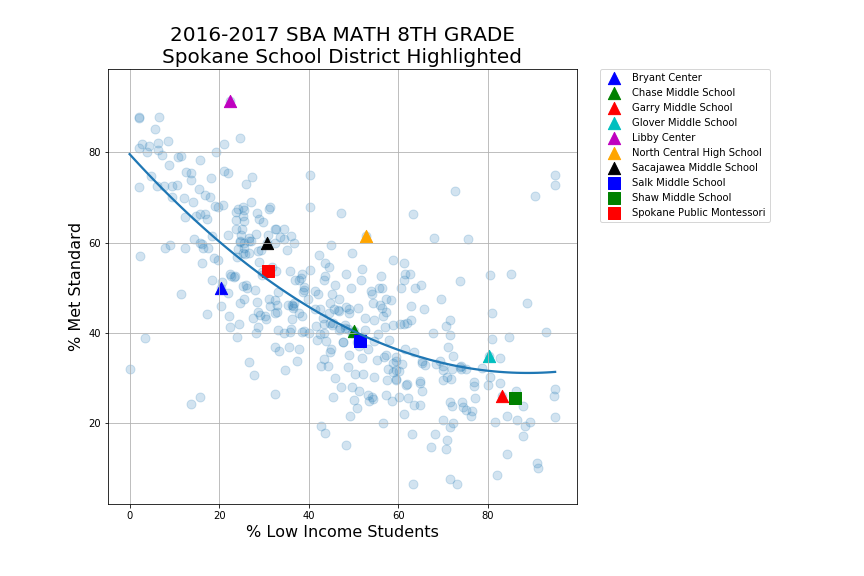 2016-2017 SBA MATH 8TH GRADE
Spokane School District Highlighted
Bryant Center
Chase Middle School
Garry Middle School
Glover Middle School
Libby Center
North Central High School
Sacajawea Middle School
Salk Middle School
Shaw Middle School
Spokane Public Montessori
% Met Standard
80
60
40
20
0 20 40 60 80
% Low Income Students